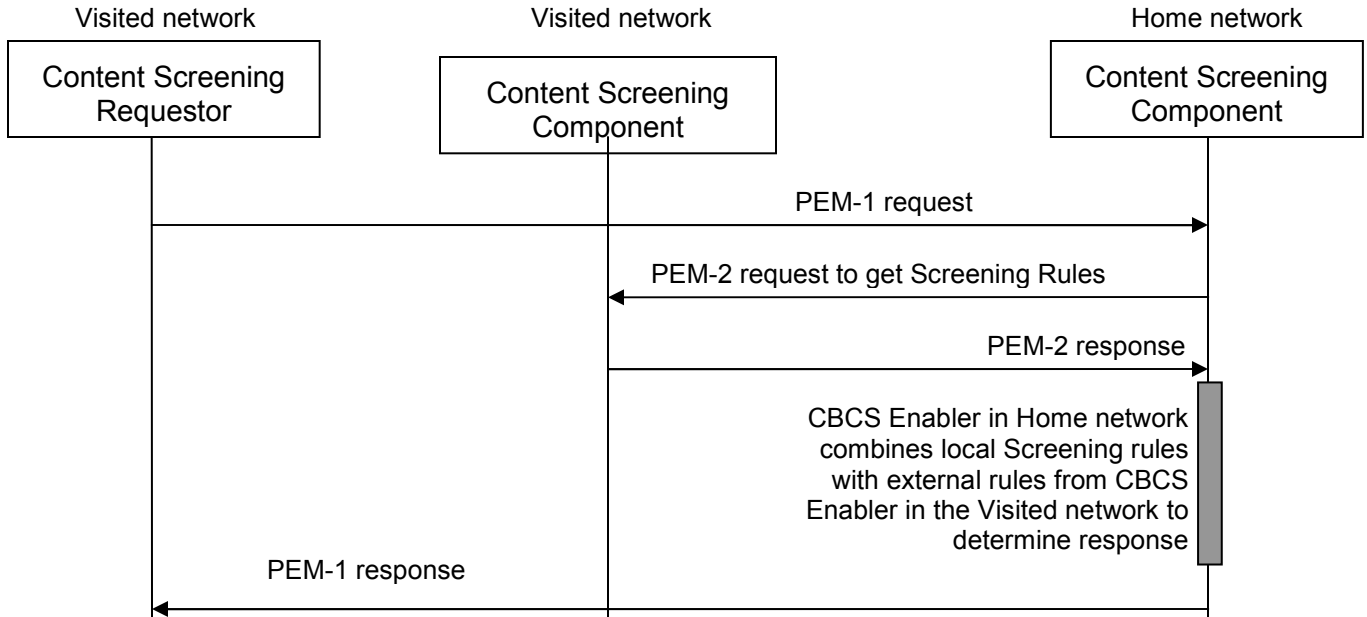 Visited network
Visited network
Home network
Content Screening
Requestor
Content Screening
Component
Content Screening
Component
PEM-1 request
PEM-2 request to get Screening Rules
PEM-2 response
CBCS Enabler in Home network
combines local Screening rules
with external rules from CBCS
Enabler in the Visited network to
determine response
PEM-1 response